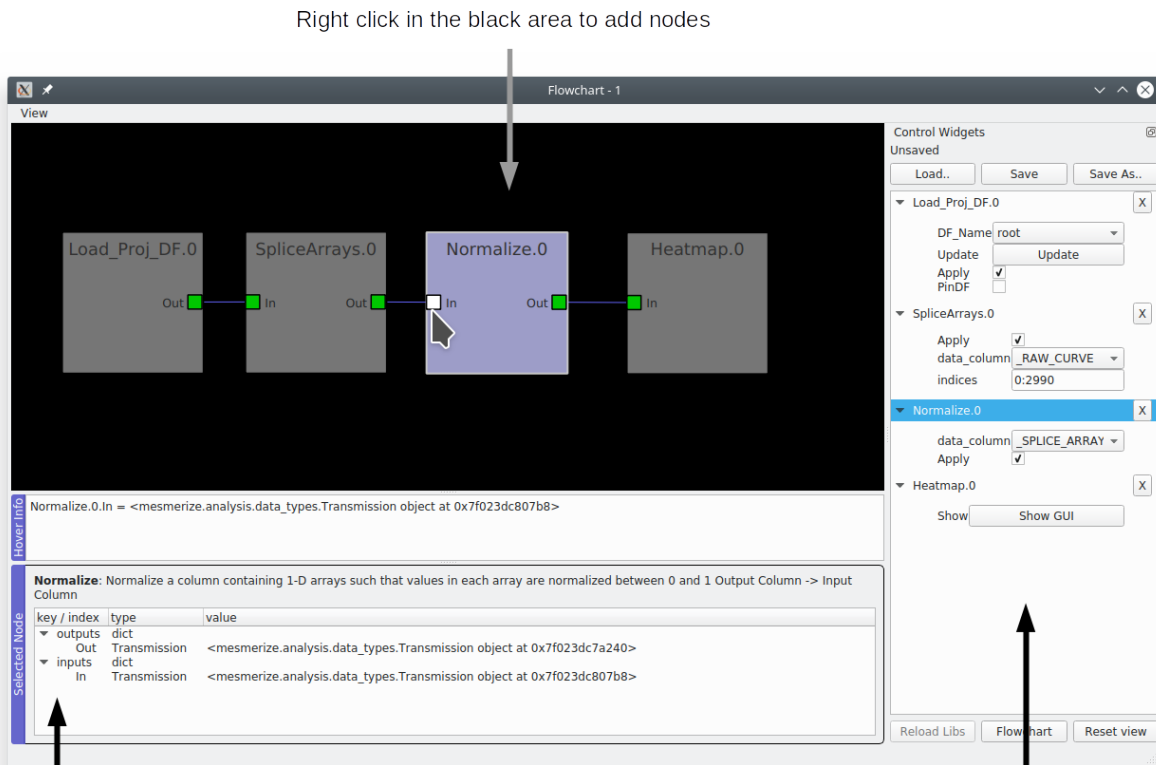 Right click in the black area to add nodes
Flowchart - 1
View
Load_Proj_DF.0
Out
SpliceArrays.0
In
Out
Normalize.0
In
Out
Heatmap.0
In
Control Widgets
Unsaved
Load..
Save
Save As..
Load_Proj_DF.0
X
DF_Name
root
Update
Update
Apply
PinDF
SpliceArrays.0
X
Apply
data_column
_RAW_CURVE
indices
0:2990
Normalize.0
X
data_column
_SPLICE_ARRAY
Apply
Heatmap.0
X
Show
Show GUI
Reload Libs
Flowchart
Reset view
Hover Info
Normalize.0.In = <mesmerize.analysis.data_types.Transmission object at 0x7f023dc807b8>
Selected Node
Normalize: Normalize a column containing 1-D arrays such that values in each array are normalized between 0 and 1 Output Column -> Input
Column
key / index type value
outputs dict
Out Transmission <mesmerize.analysis.data_types.Transmission object at 0x7f023dc7a240>
inputs dict
In Transmission <mesmerize.analysis.data_types.Transmission object at 0x7f023dc807b8>